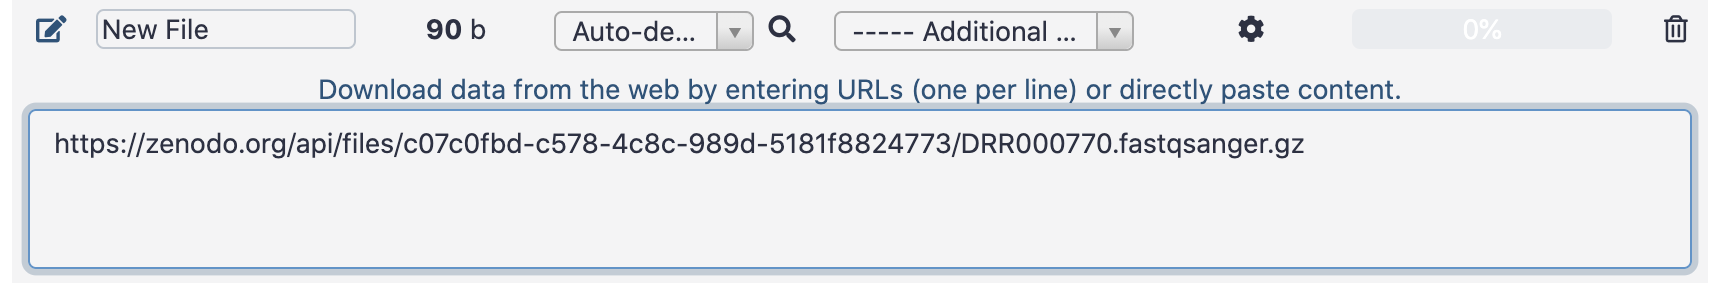 New File 90 b Auto-de... ----- Additional ... 0%
Download data from the web by entering URLs (one per line) or directly paste content.
https://zenodo.org/api/files/c07c0fbd-c578-4c8c-989d-5181f8824773/DRR000770.fastqsanger.gz